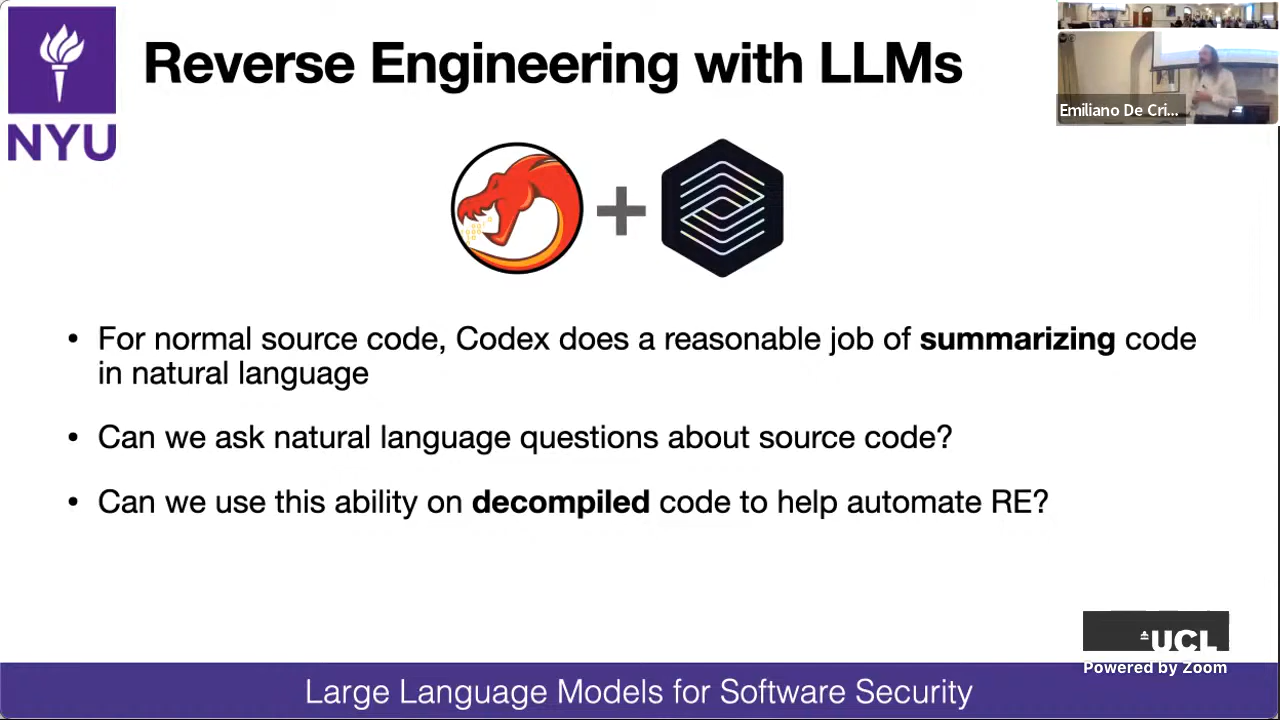 NYU
Reverse Engineering with LLMs
Emiliano De Cri...
+
• For normal source code, Codex does a reasonable job of summarizing code
in natural language
• Can we ask natural language questions about source code?
• Can we use this ability on decompiled code to help automate RE?
UCL
Powered by Zoom
Large Language Models for Software Security